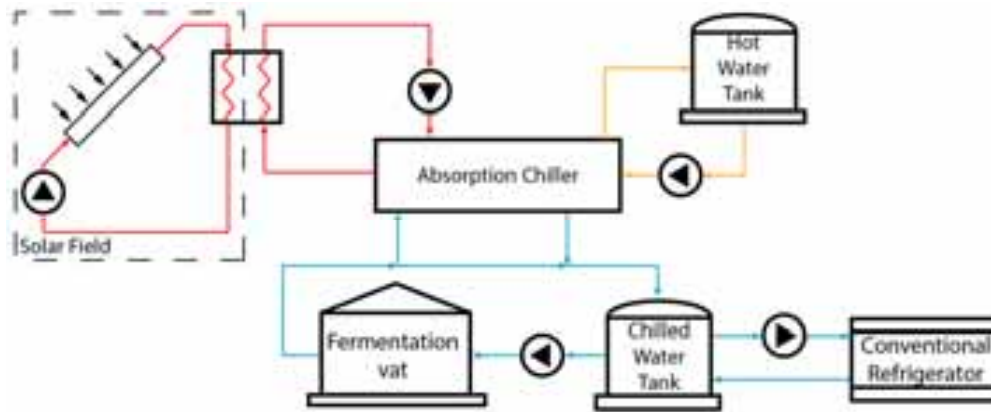 Hot
Water
Tank
Absorption Chiller
Solar Field
Fermentation
vat
Chilled
Water
Tank
Conventional
Refrigerator